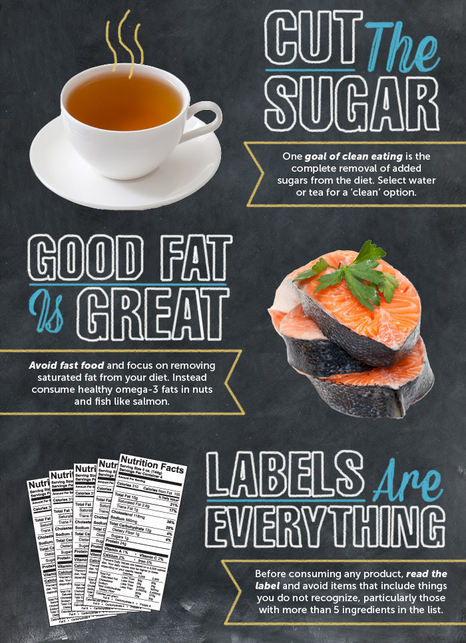 CUT The
SUGAR
One goal of clean eating is the
complete removal of added
sugars from the diet. Select water
or tea for a ‘clean’ option.
GOOD FAT
Is GREAT
Avoid fast food and focus on removing
saturated fat from your diet. Instead
consume healthy omega-3 fats in nuts
and fish like salmon.
Nutrition Facts
LABELS Are
EVERYTHING
Before consuming any product, read the
label and avoid items that include things
you do not recognize, particularly those
with more than 5 ingredients in the list.